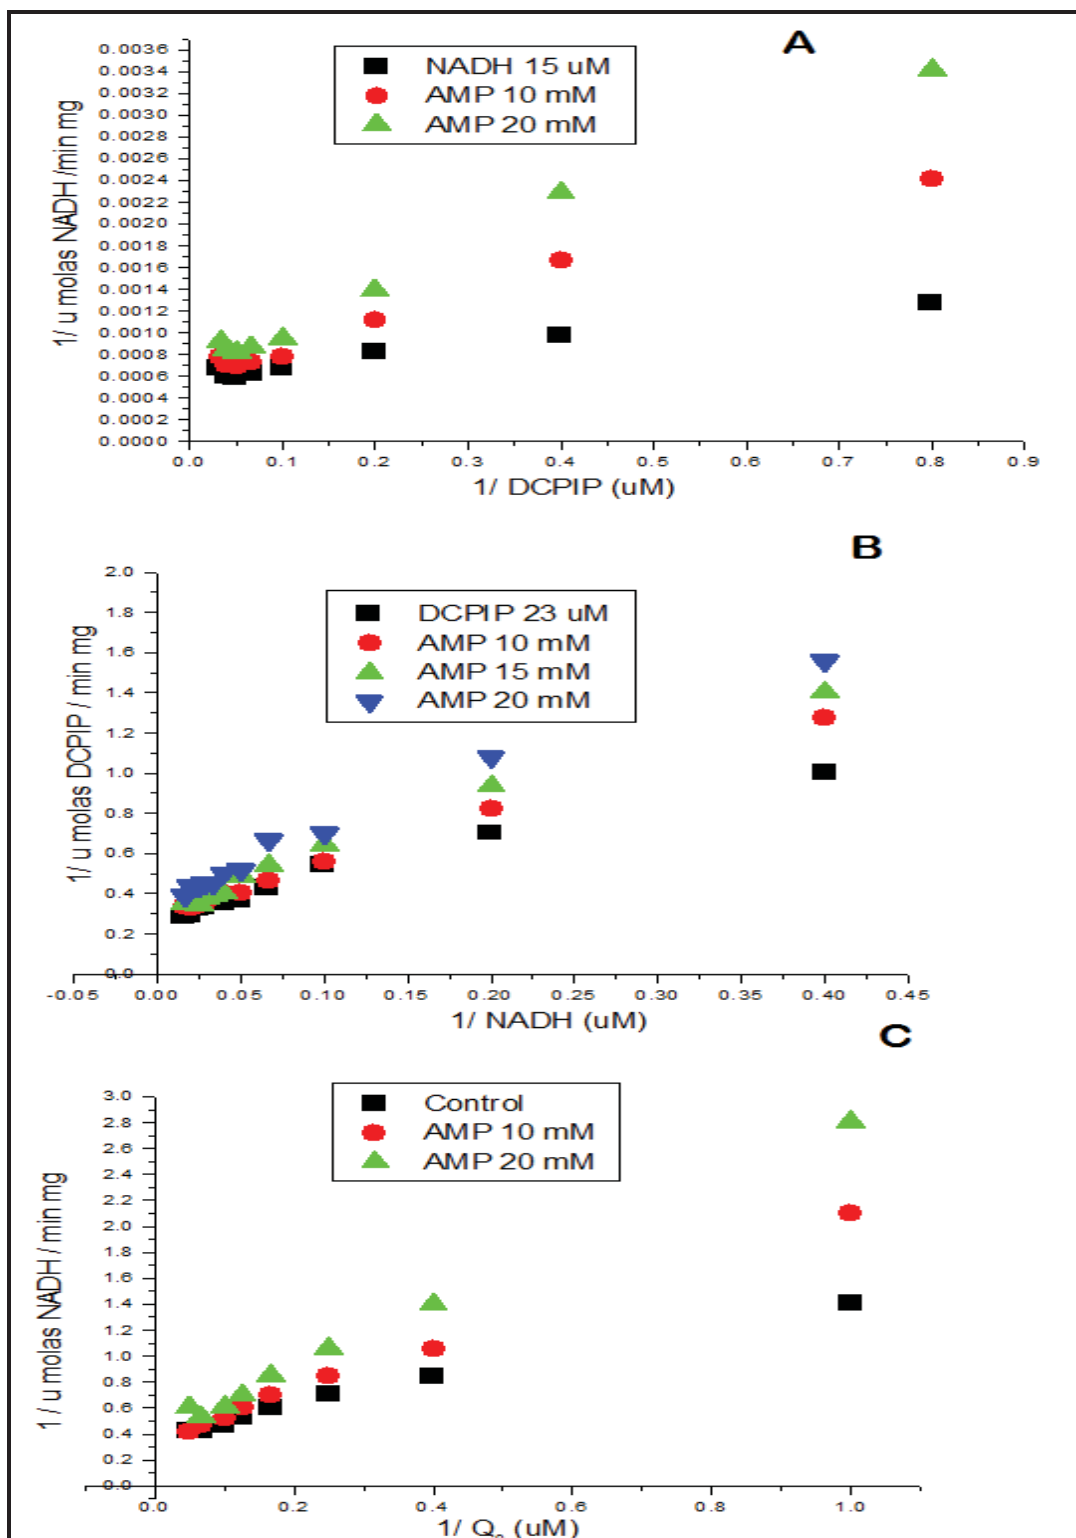 A
NADH 15 uM
AMP 10 mM
AMP 20 mM
1/ u molas NADH /min mg
0.0036
0.0034
0.0032
0.0030
0.0028
0.0026
0.0024
0.0022
0.0020
0.0018
0.0016
0.0014
0.0012
0.0010
0.0008
0.0006
0.0004
0.0002
0.0000
0.0 0.1 0.2 0.3 0.4 0.5 0.6 0.7 0.8 0.9
1/ DCPIP (uM)
B
DCPIP 23 uM
AMP 10 mM
AMP 15 mM
AMP 20 mM
1/ u molas DCPIP / min mg
2.0
1.8
1.6
1.4
1.2
1.0
0.8
0.6
0.4
0.2
0.0
-0.05 0.00 0.05 0.10 0.15 0.20 0.25 0.30 0.35 0.40 0.45
1/ NADH (uM)
C
Control
AMP 10 mM
AMP 20 mM
1 / u molas NADH / min mg
3.0
2.8
2.6
2.4
2.2
2.0
1.8
1.6
1.4
1.2
1.0
0.8
0.6
0.4
0.2
0.0
0.0 0.2 0.4 0.6 0.8 1.0
1/ Q (uM)